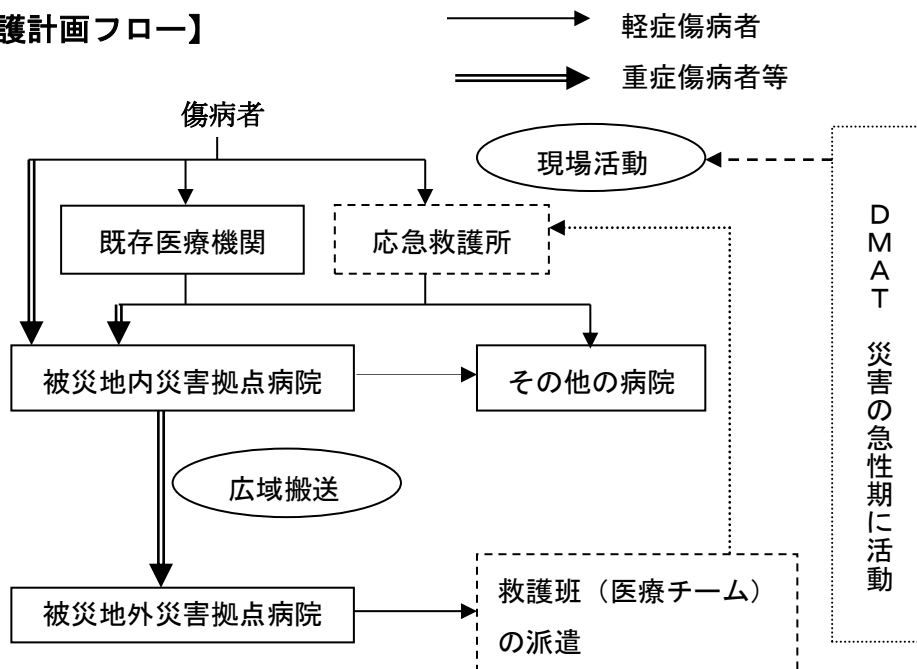 護計画フロー】
軽症傷病者
重症傷病者等
傷病者
現場活動
既存医療機関
応急救護所
被災地内災害拠点病院
その他の病院
広域搬送
被災地外災害拠点病院
救護班（医療チーム）
の派遣
ＤＭＡＴ　災害の急性期に活動